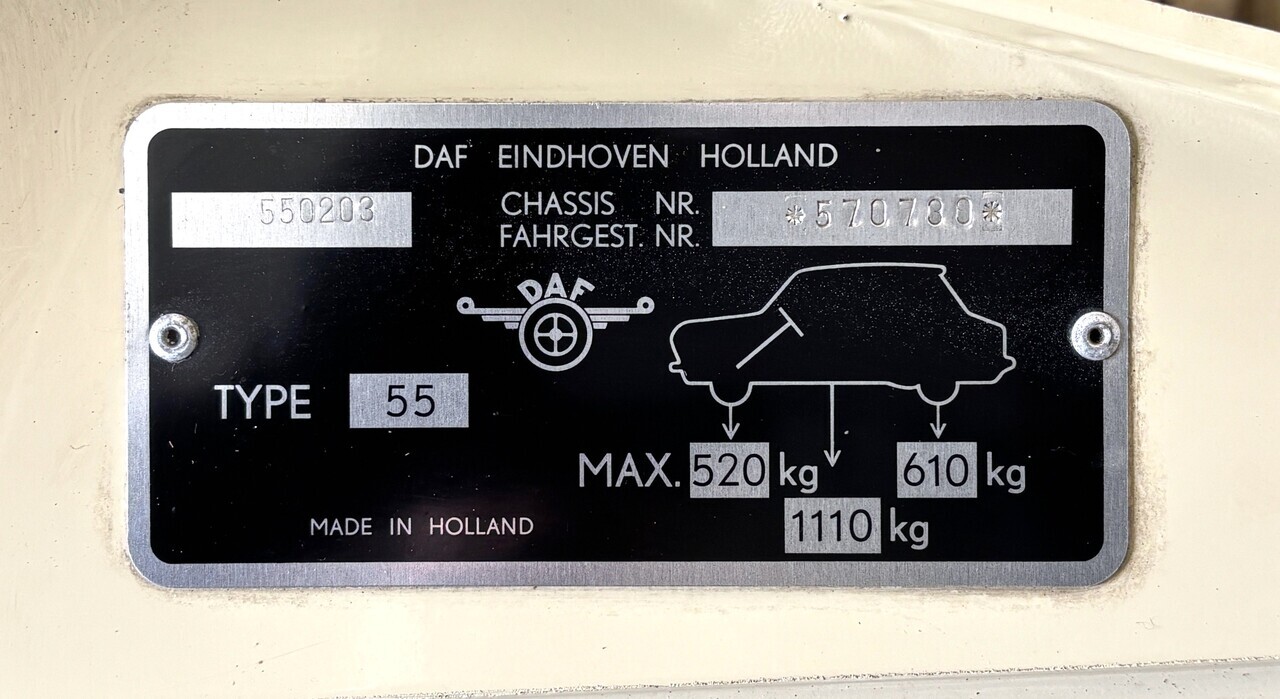 DAF EINDHOVEN HOLLAND
550203
CHASSIS NR.
FAHRGEST. NR.
*570780*
DAF
TYPE 55
MAX. 520 kg 610 kg
1110 kg
MADE IN HOLLAND